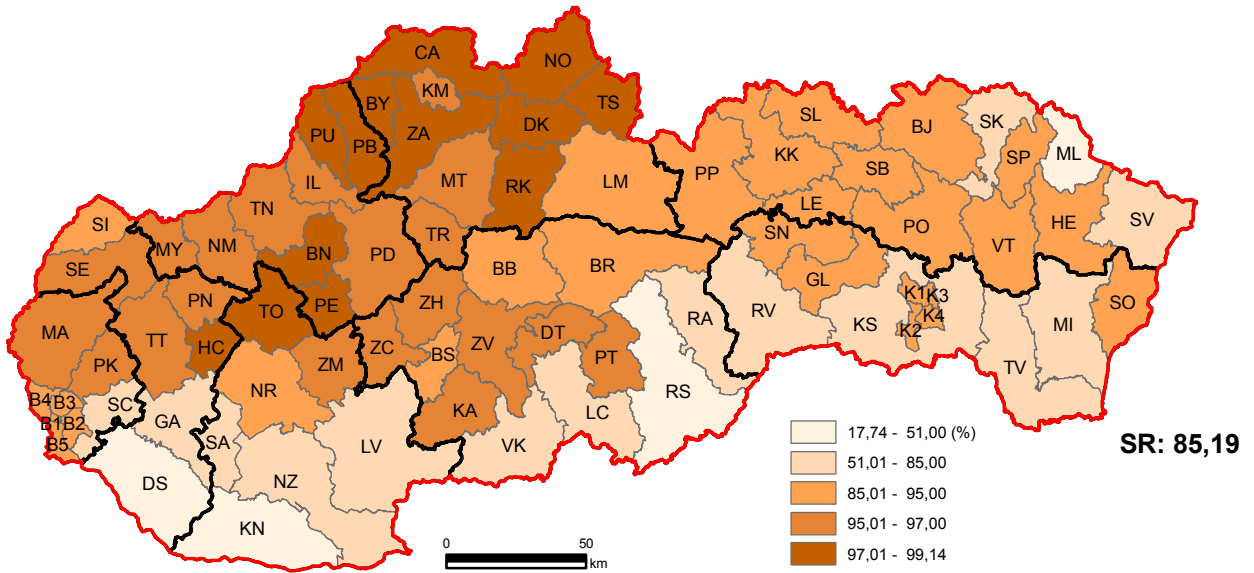 CA
NO
KM
BY
TS
PU
ZA
DK
PB
SL
BJ
SK
SP
ML
KK
SB
PP
IL
MT
RK
LM
LE
PO
HE
SV
TN
SI
MY
NM
TR
SN
VT
BN
PD
BB
BR
SE
GL
PN
TO
PE
ZH
K1
K3
SO
MA
TT
HC
DT
RA
RV
KS
K4
K2
MI
PK
ZM
ZC
BS
ZV
PT
TV
B4
B3
SC
NR
KA
RS
B1
B2
GA
LC
B5
SA
LV
VK
DS
NZ
KN
17,74 - 51,00 (%)
51,01 - 85,00
85,01 - 95,00
95,01 - 97,00
97,01 - 99,14
SR: 85,19
0
50
km